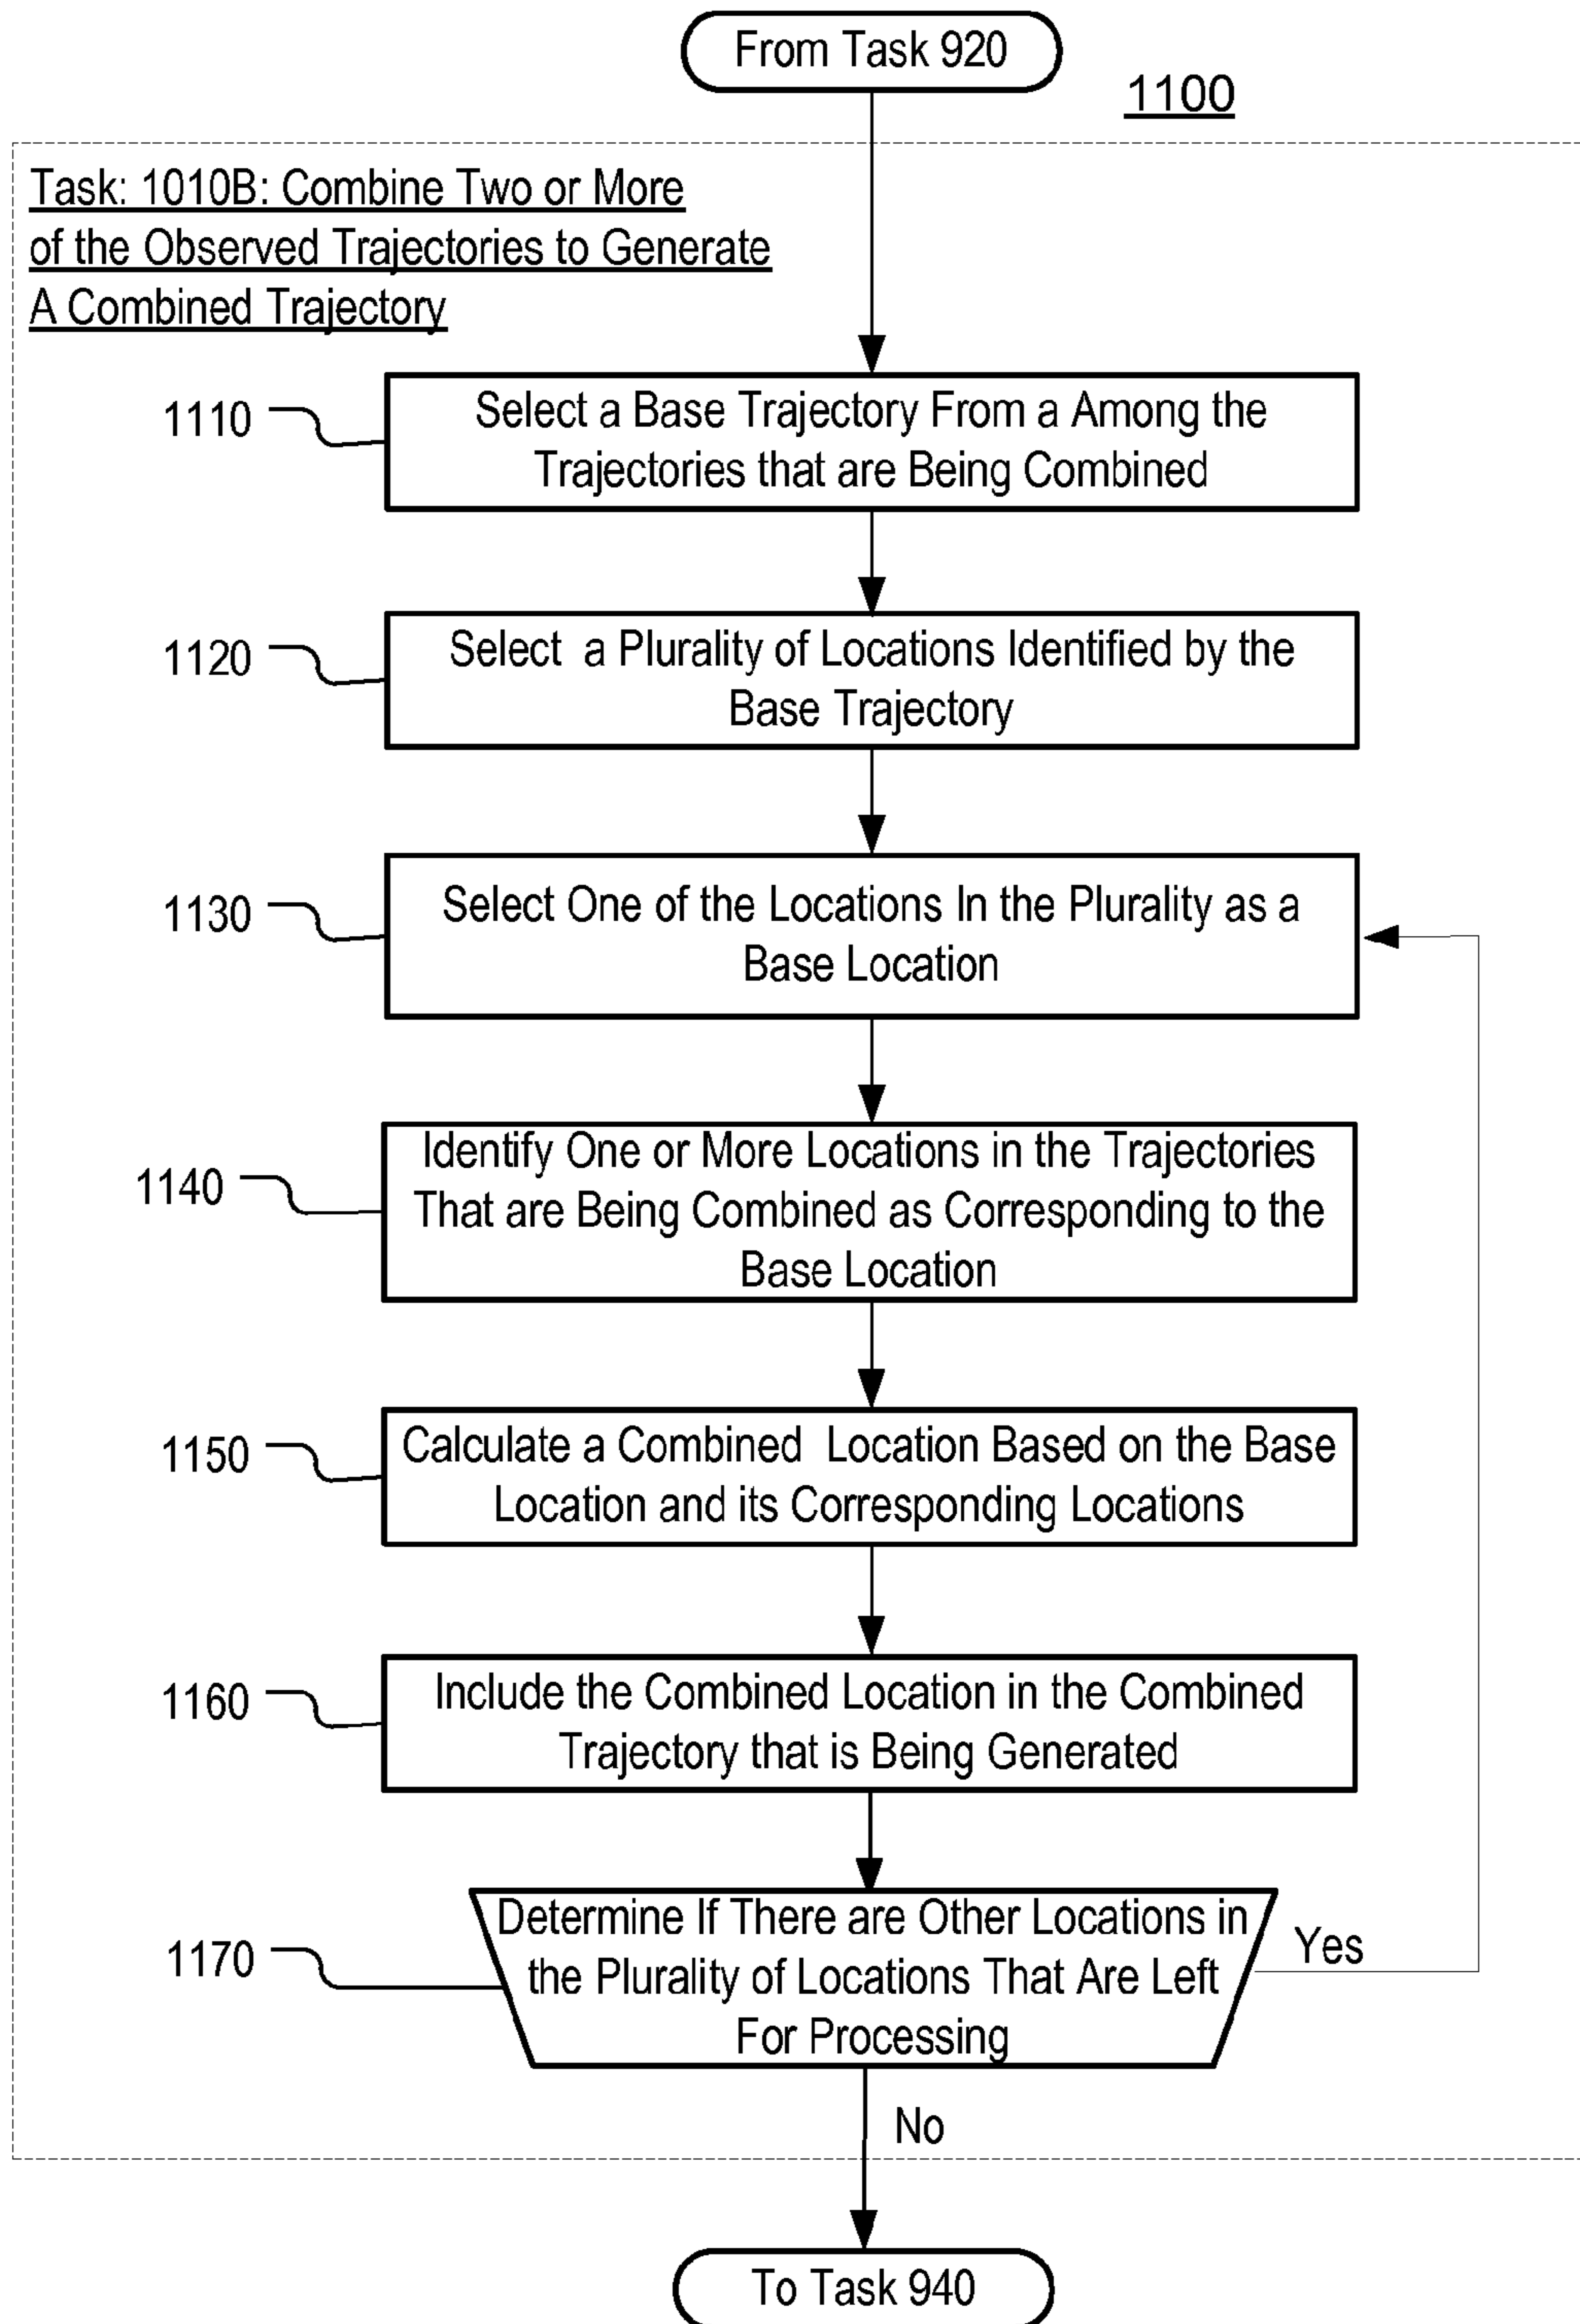 From Task 920
1100
Task: 1010B: Combine Two or More
of the Observed Trajectories to Generate
A Combined Trajectory
1110
Select a Base Trajectory From a Among the
Trajectories that are Being Combined
1120
Select a Plurality of Locations Identified by the
Base Trajectory
1130
Select One of the Locations In the Plurality as a
Base Location
1140
Identify One or More Locations in the Trajectories
That are Being Combined as Corresponding to the
Base Location
1150
Calculate a Combined Location Based on the Base
Location and its Corresponding Locations
1160
Include the Combined Location in the Combined
Trajectory that is Being Generated
1170
Determine If There are Other Locations in
the Plurality of Locations That Are Left
For Processing
Yes
No
To Task 940